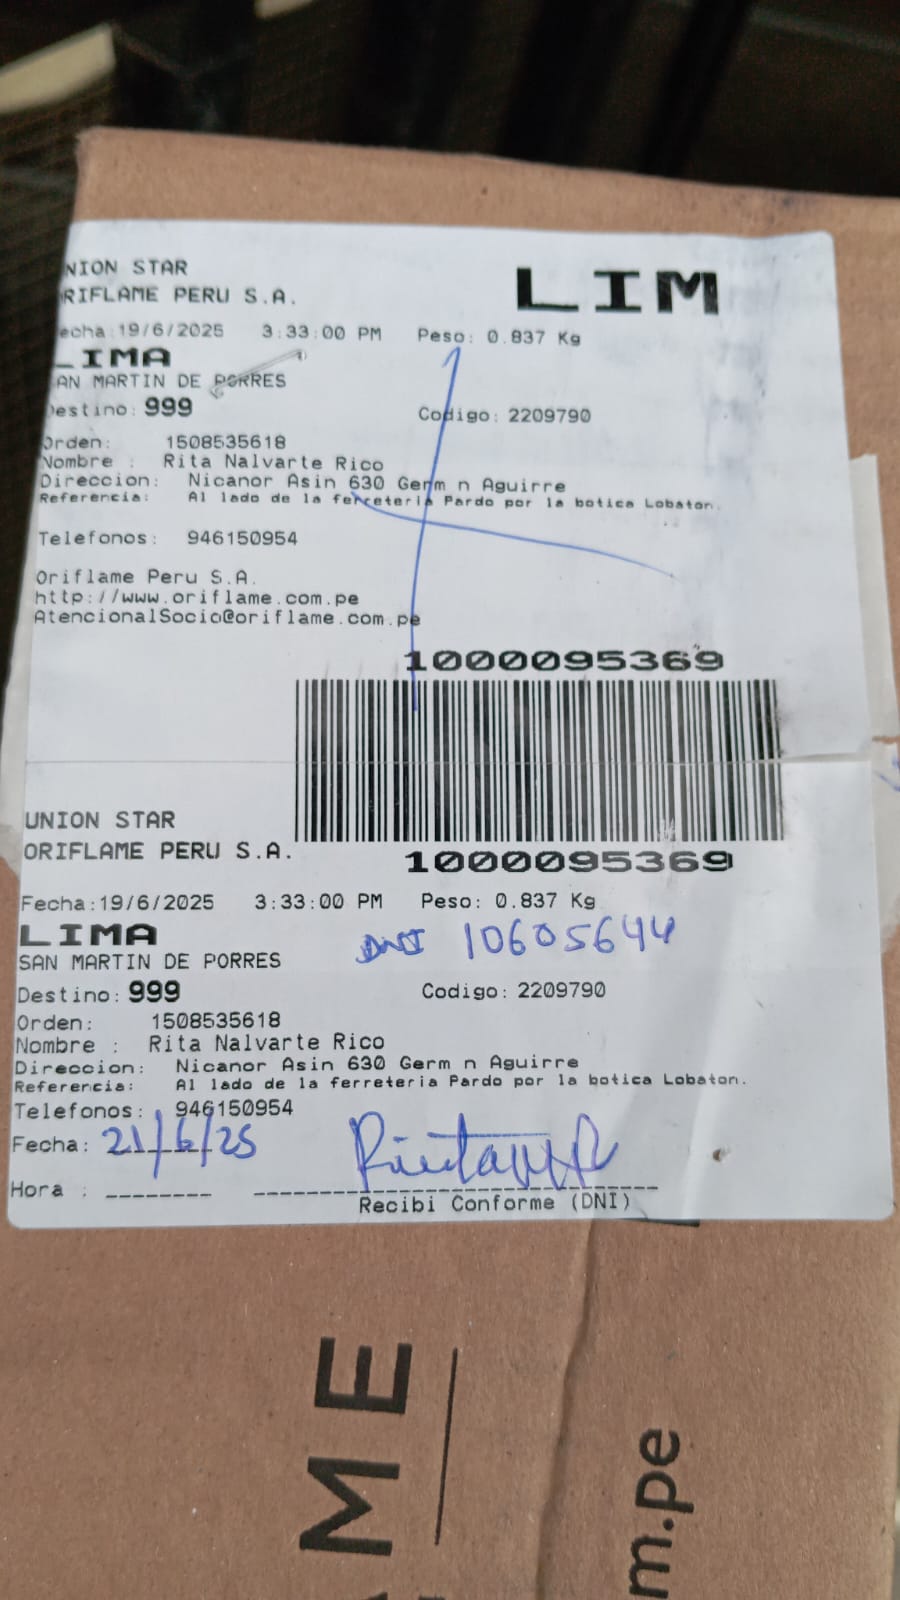 NION STAR
RIFLAME PERU S.A.
LIM
echa:19/6/2025 3:33:00 PM Peso: 0.837 Kg
LIMA
AN MARTIN DE PORRES
estino: 999 Codigo: 2209790
Orden: 1508535618
Nombre : Rita Nalvarte Rico
Direccion: Nicanor Asin 630 Germ n Aguirre
Referencia: Al lado de la ferreteria Pardo por la botica Lobaton.
Telefonos: 946150954
Oriflame Peru S.A.
http://www.oriflame.com.pe
AtencionalSocio@oriflame.com.pe
1000095369
UNION STAR
ORIFLAME PERU S.A.
1000095369
Fecha:19/6/2025 3:33:00 PM Peso: 0.837 Kg
LIMA
DNI 10605644
SAN MARTIN DE PORRES
Destino: 999 Codigo: 2209790
Orden: 1508535618
Nombre : Rita Nalvarte Rico
Direccion: Nicanor Asin 630 Germ n Aguirre
Referencia: Al lado de la ferreteria Pardo por la botica Lobaton.
Telefonos: 946150954
Fecha: 21/6/25
Hora :
Recibi Conforme (DNI)
AME
m.pe